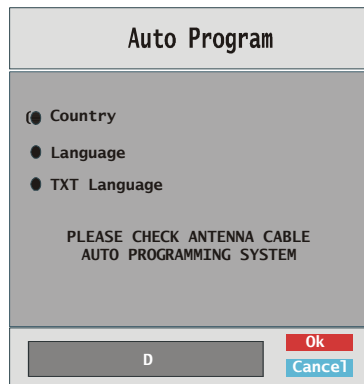 Auto Program
Country
Language
TXT Language
PLEASE CHECK ANTENNA CABLE
AUTO PROGRAMMING SYSTEM
D
Ok
Cancel